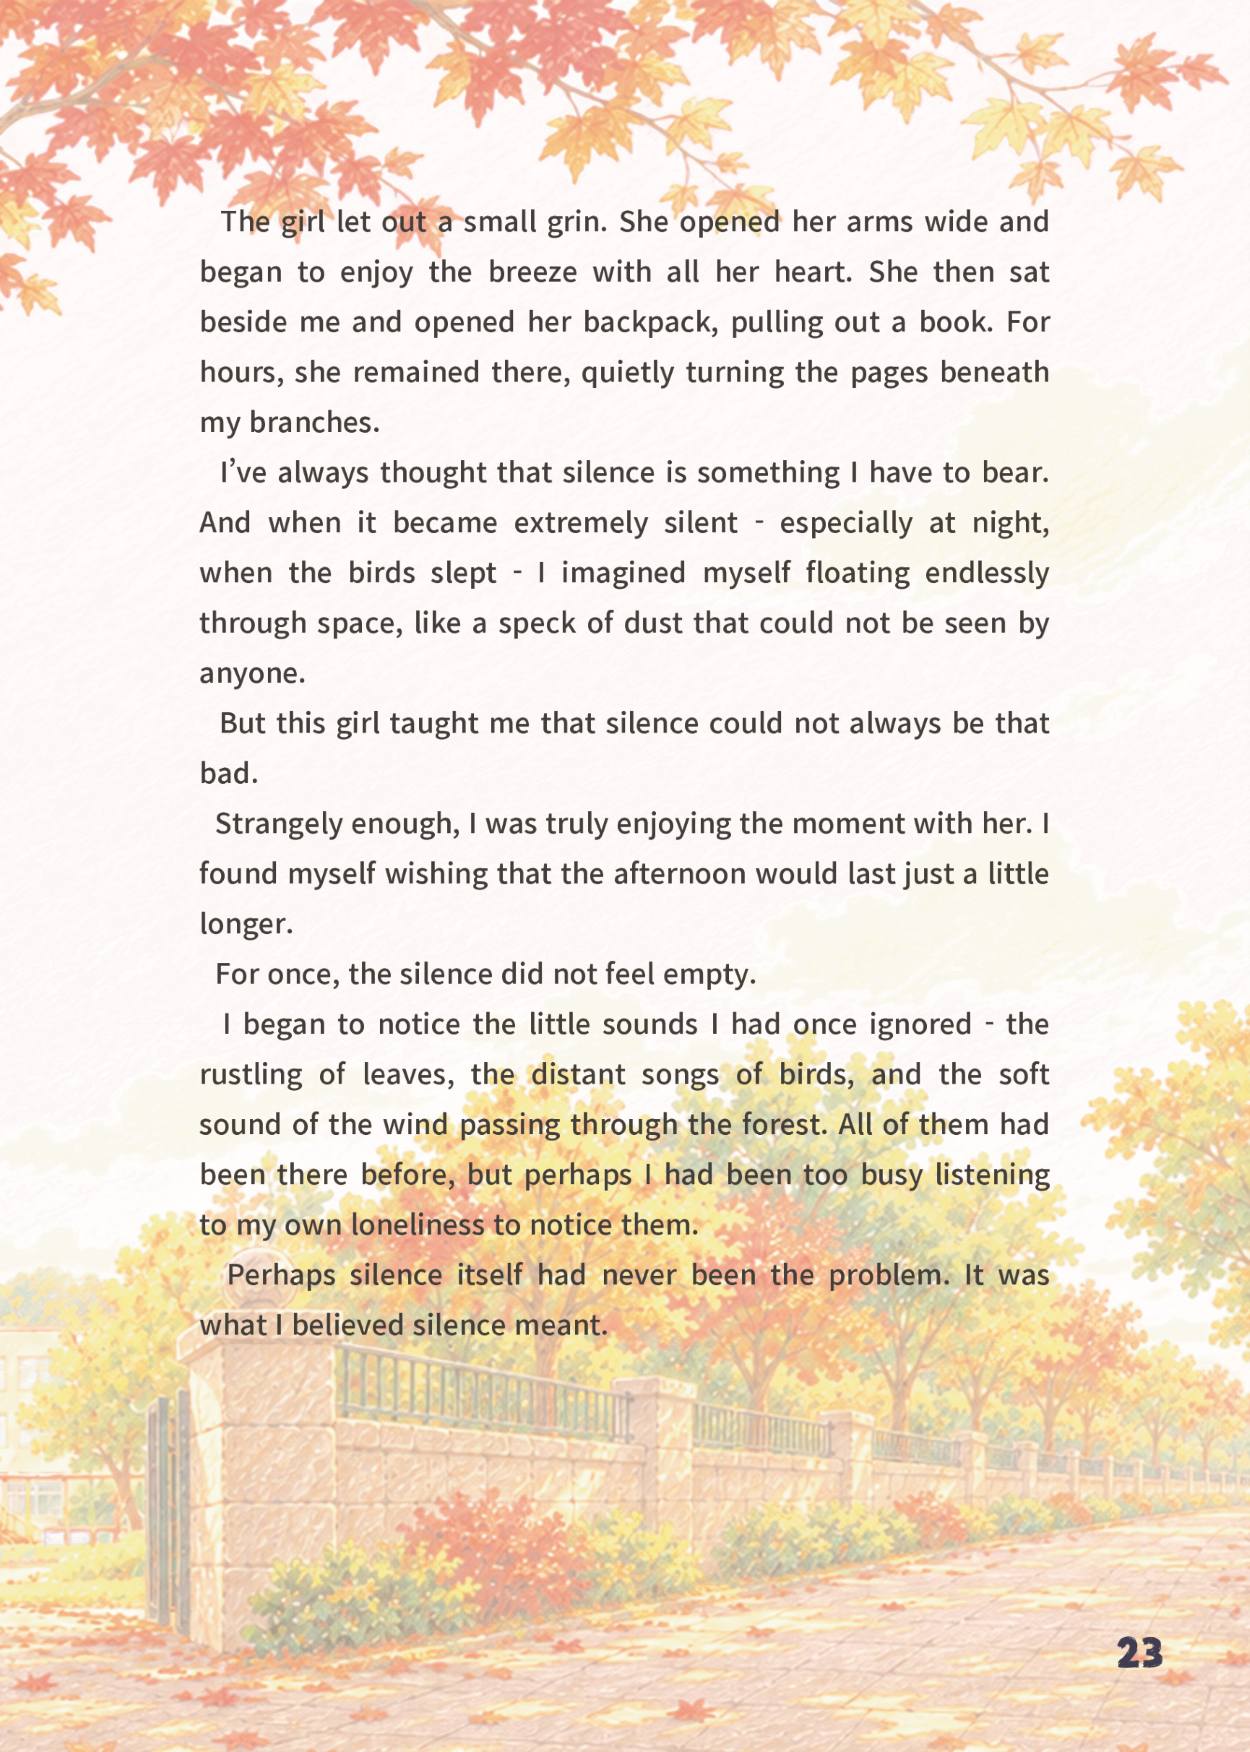 The girl let out a small grin. She opened her arms wide and
began to enjoy the breeze with all her heart. She then sat
beside me and opened her backpack, pulling out a book. For
hours, she remained there, quietly turning the pages beneath
my branches.
I’ve always thought that silence is something I have to bear.
And when it became extremely silent - especially at night,
when the birds slept - I imagined myself floating endlessly
through space, like a speck of dust that could not be seen by
anyone.
But this girl taught me that silence could not always be that
bad.
Strangely enough, I was truly enjoying the moment with her. I
found myself wishing that the afternoon would last just a little
longer.
For once, the silence did not feel empty.
I began to notice the little sounds I had once ignored - the
rustling of leaves, the distant songs of birds, and the soft
sound of the wind passing through the forest. All of them had
been there before, but perhaps I had been too busy listening
to my own loneliness to notice them.
Perhaps silence itself had never been the problem. It was
what I believed silence meant.
23